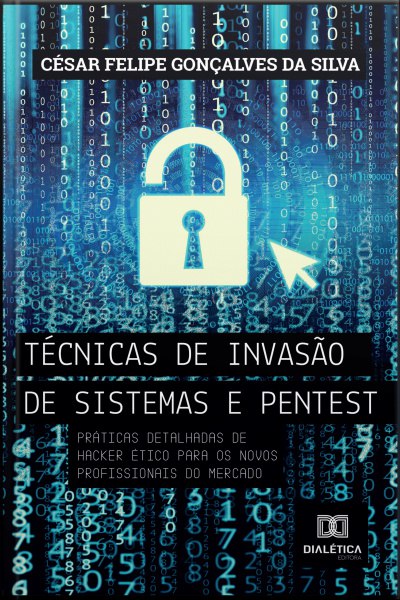 CÉSAR FELIPE GONÇALVES DA SILVA
TÉCNICAS DE INVASÃO
DE SISTEMAS E PENTEST
PRÁTICAS DETALHADAS DE
HACKER ÉTICO PARA OS NOVOS
PROFISSIONAIS DO MERCADO
DIALÉTICA
EDITORA